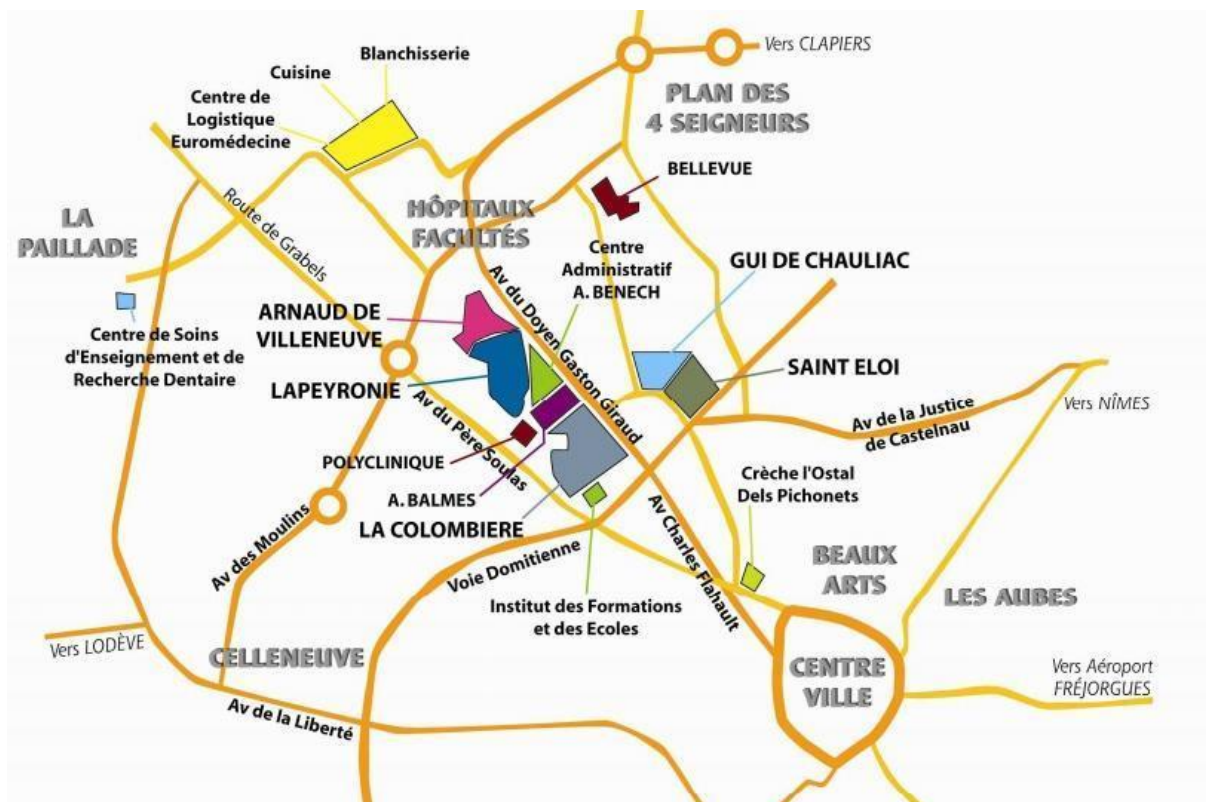 Blanchisserie
Cuisine
Centre de
Logistique
Euromédecine
Vers CLAPIERS
PLAN DES
4 SEIGNEURS
BELLEVUE
LA
PAILLADE
Route de Grabels
HÔPITAUX
FACULTÉS
Centre
Administratif
A. BENECH
GUI DE CHAULIAC
Av du Doyen Gaston Giraud
ARNAUD DE
VILLENEUVE
Centre de Soins
d'Enseignement et de
Recherche Dentaire
LAPEYRONIE
SAINT ELOI
Av du Père Soulas
Av de la Justice
de Castelnau
Vers NÎMES
POLYCLINIQUE
A. BALMES
LA COLOMBIERE
Crèche l'Ostal
Dels Pichonets
Av des Moulins
Voie Domitienne
Av Charles Flahault
BEAUX
ARTS
LES AUBES
Institut des Formations
et des Ecoles
Vers LODÈVE
CELLENEUVE
CENTRE
VILLE
Vers Aéroport
FRÉJORGUES
Av de la Liberté